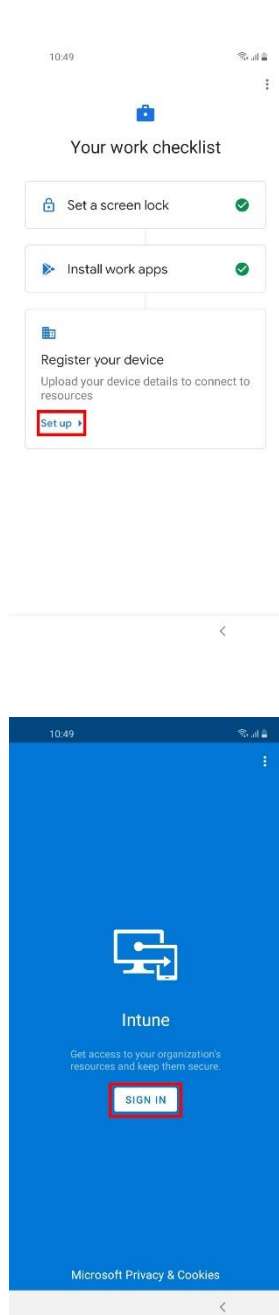 10:49
Your work checklist
Set a screen lock
Install work apps
Register your device
Upload your device details to connect to
resources
Set up
10:49
Intune
Get access to your organization's
resources and keep them secure.
SIGN IN
Microsoft Privacy & Cookies